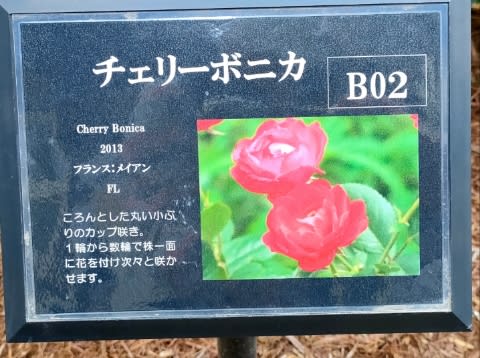 チェリーボニカ
B02
Cherry Bonica
2013
フランス：メイアン
FL
ころんとした丸い小ぶ
りのカップ咲き。
１輪から数輪で株一面
に花を付け次々と咲か
せます。